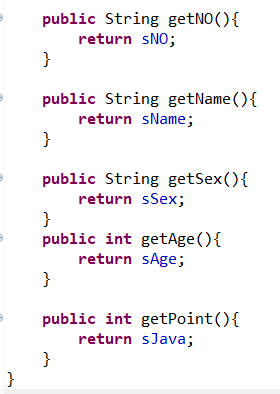 public String getNO(){
return sNO;
}
public String getName(){
return sName;
}
public String getSex(){
return sSex;
}
public int getAge(){
return sAge;
}
public int getPoint(){
return sJava;
}
}